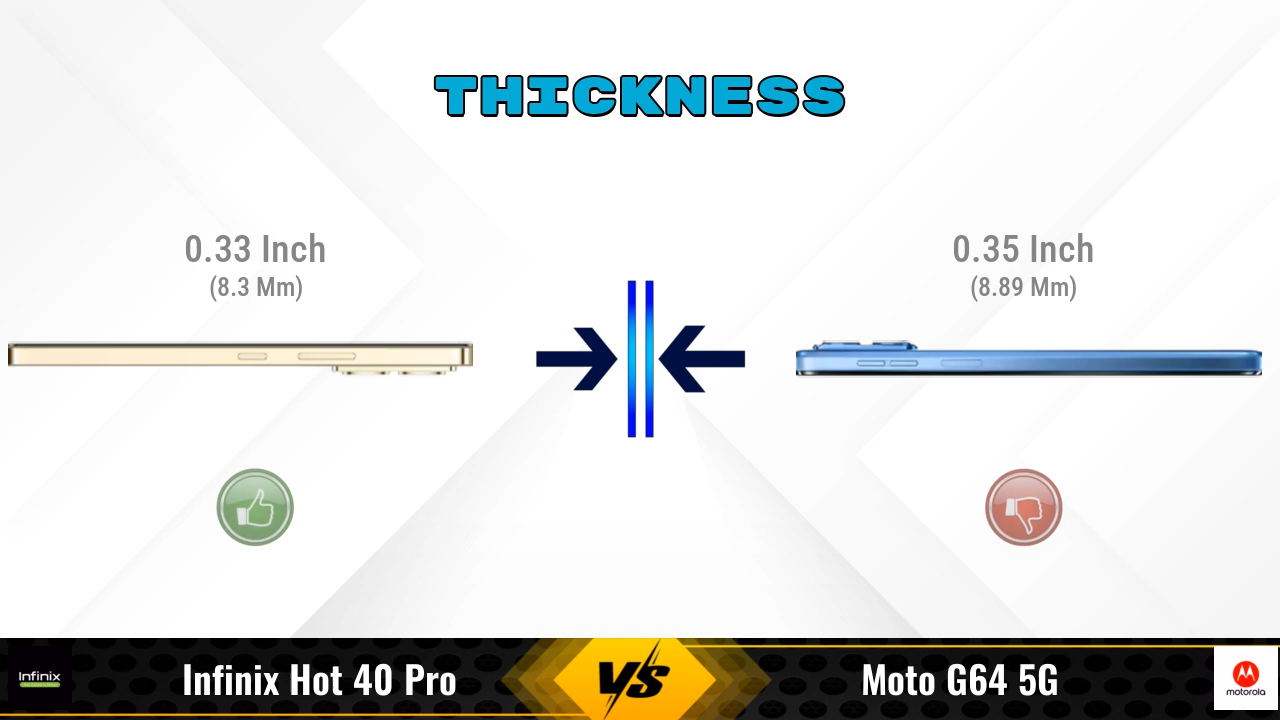 THICKNESS
0.33 Inch
(8.3 Mm)
0.35 Inch
(8.89 Mm)
Infinix
Infinix Hot 40 Pro
VS
Moto G64 5G
motorola